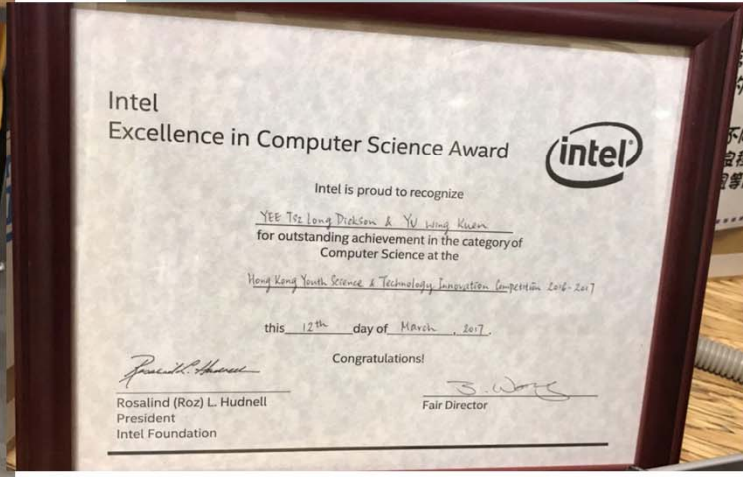 Intel
Excellence in Computer Science Award
intel
Intel is proud to recognize
YEE Tsz Long Dickson & YU Wing Kuen
for outstanding achievement in the category of
Computer Science at the
Hong Kong Youth Science & Technology Innovation Competition 2016-2017
this 12th day of March, 2017.
Congratulations!
Rosalind (Roz) L. Hudnell
President
Intel Foundation
Fair Director